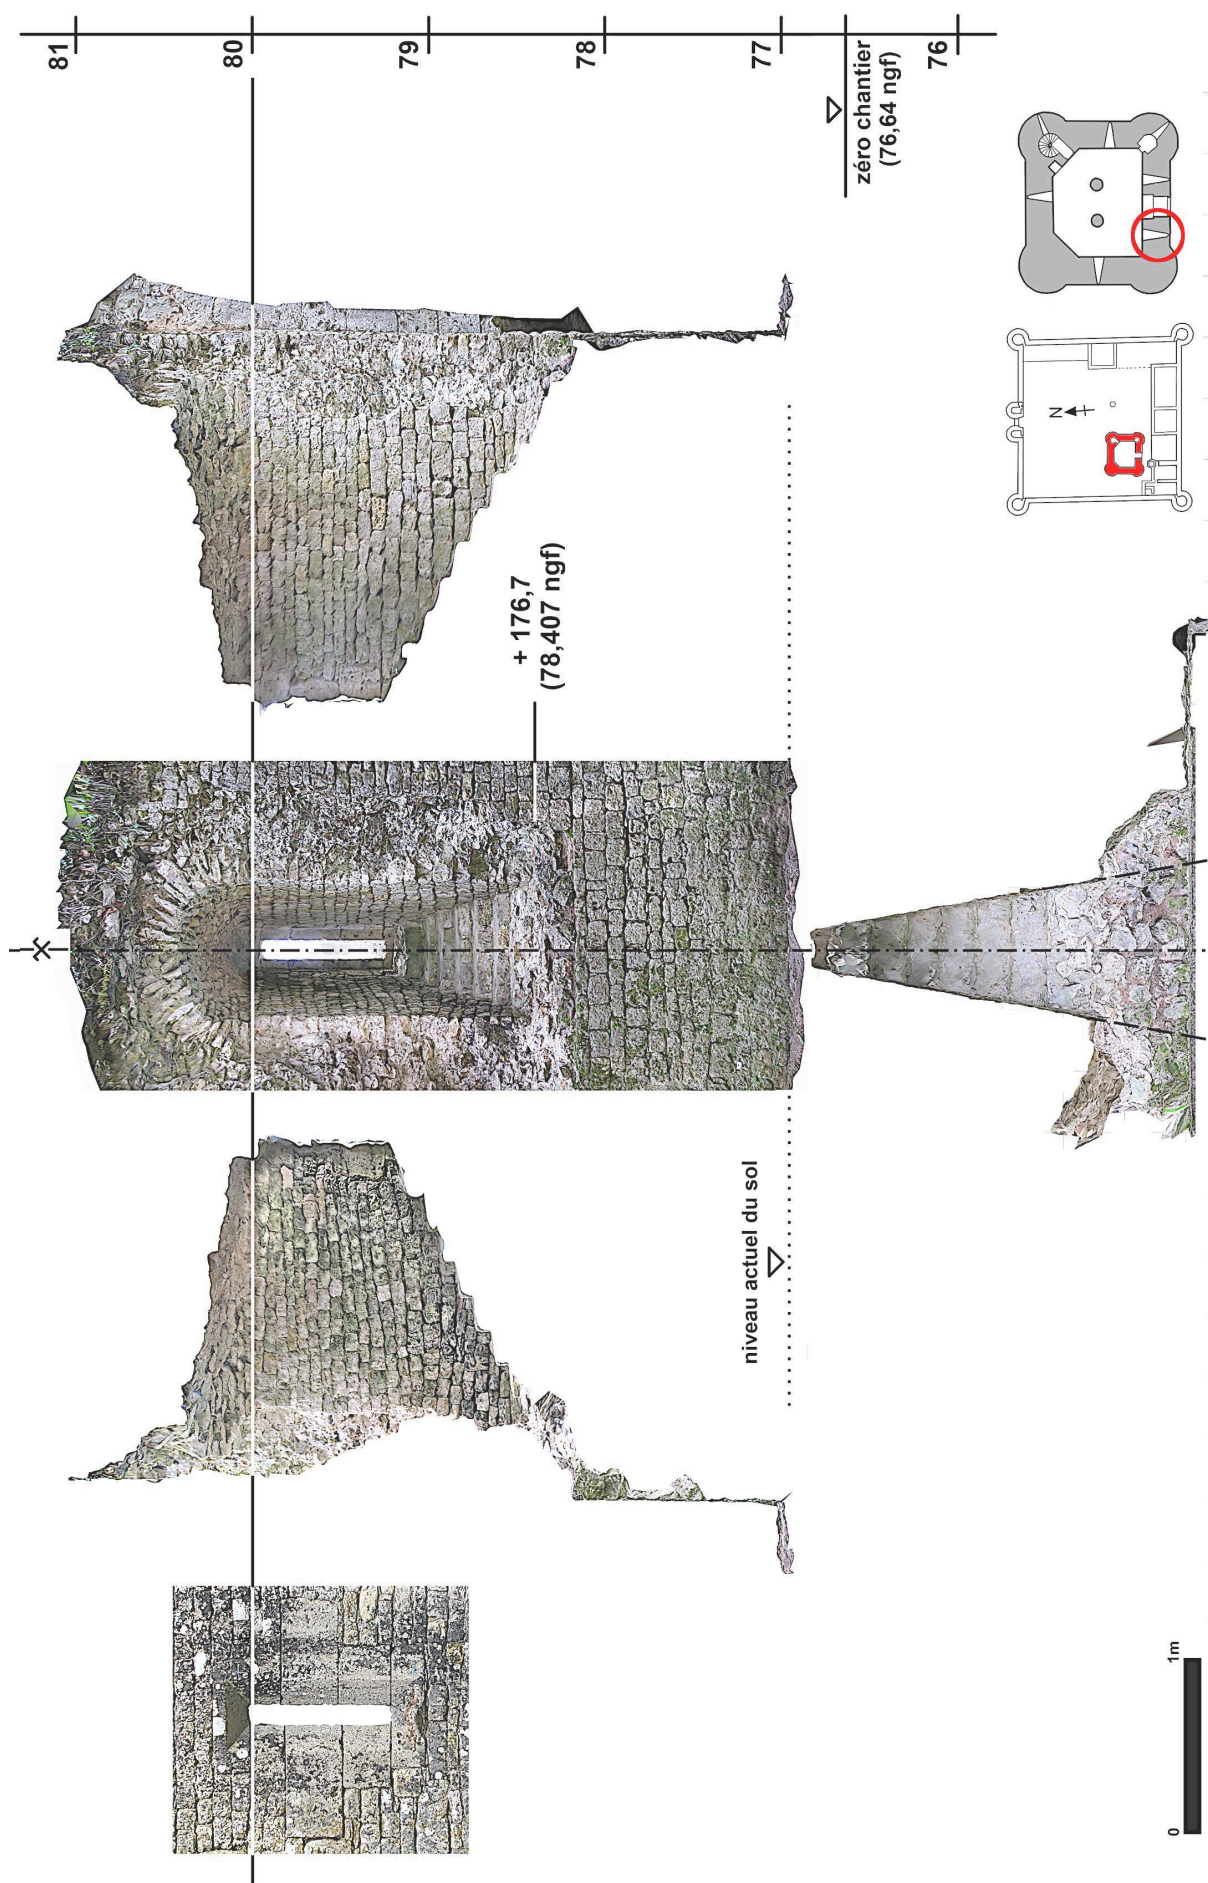 81
80
79
78
77
76
zéro chantier
(76,64 ngf)
N
+ 176,7
(78,407 ngf)
niveau actuel du sol
0
1m